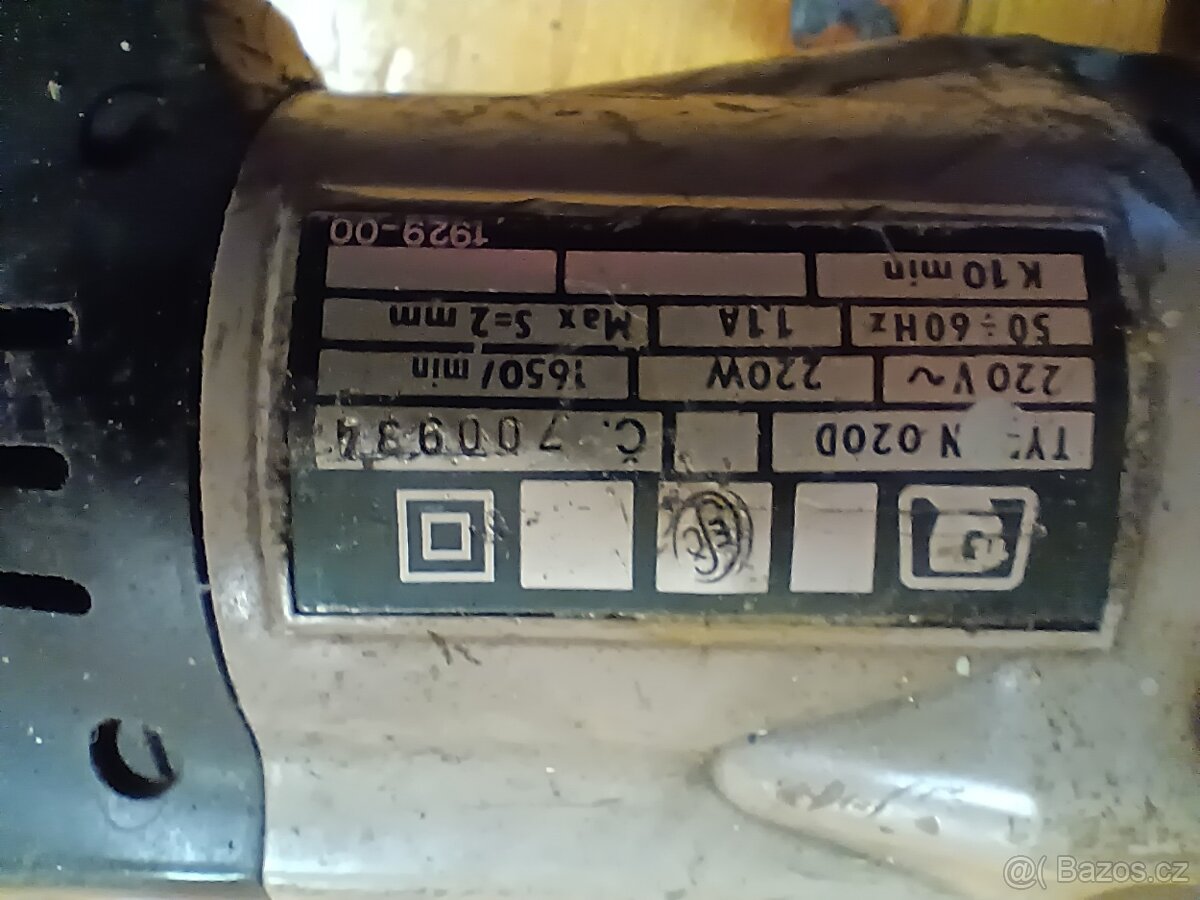 TYP N 020D Č. 700934
220V~ 220W 1650/min
50÷60Hz 1,1A Max S=2 mm
K 10 min
1929-00
@( Bazos.cz